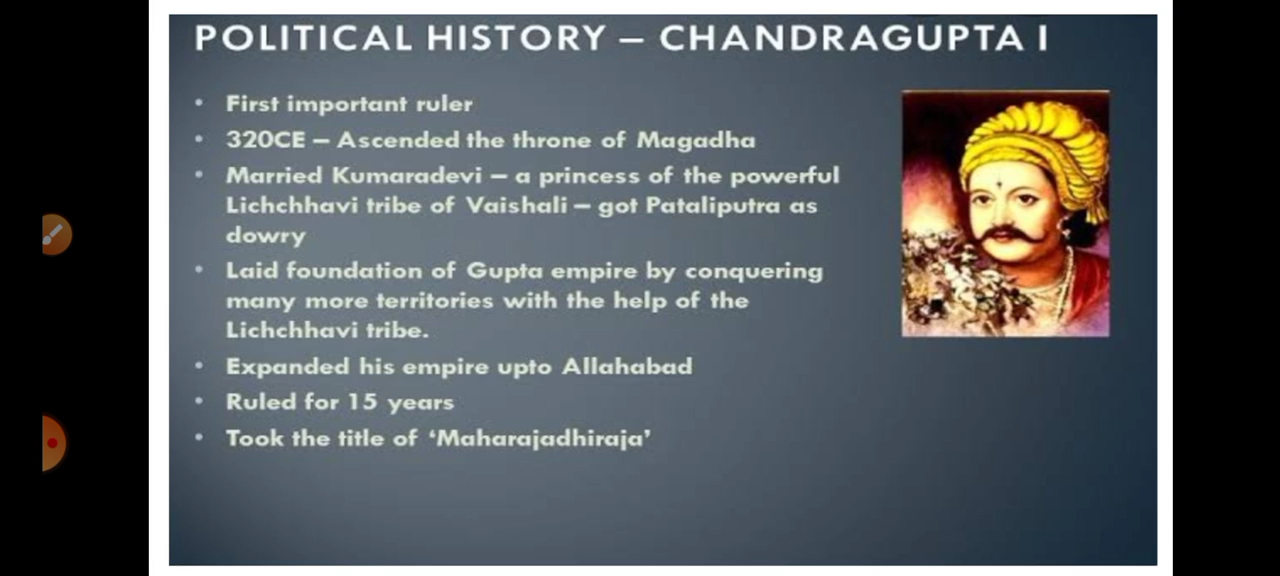 POLITICAL HISTORY – CHANDRAGUPTA I
• First important ruler
• 320CE – Ascended the throne of Magadha
• Married Kumaradevi – a princess of the powerful
Lichchhavi tribe of Vaishali – got Pataliputra as
dowry
• Laid foundation of Gupta empire by conquering
many more territories with the help of the
Lichchhavi tribe.
• Expanded his empire upto Allahabad
• Ruled for 15 years
• Took the title of ‘Maharajadhiraja’